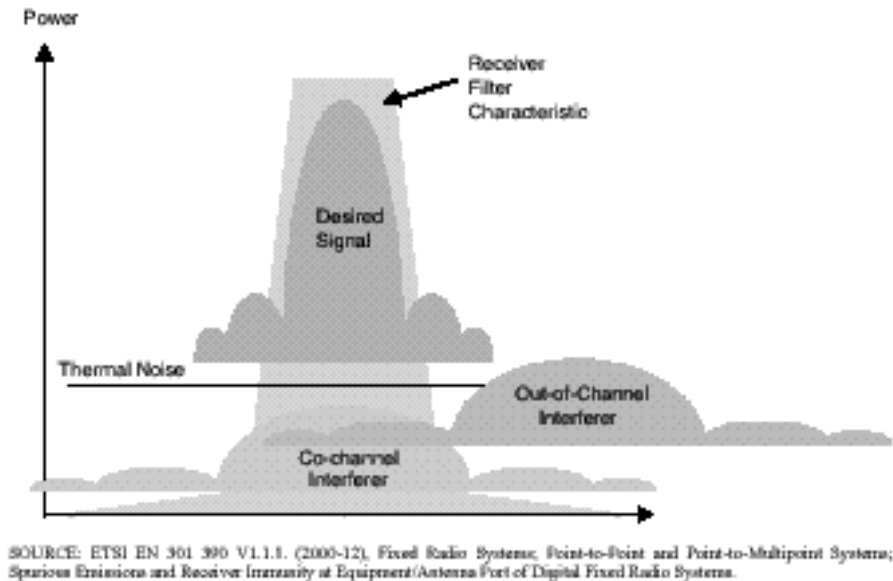 Power
Receiver
Filter
Characteristic
Desired
Signal
Thermal Noise
Out-of-Channel
Interferer
Co-channel
Interferer
SOURCE: ETSI EN 301 390 V1.1.1. (2000-12), Fixed Radio Systems; Point-to-Point and Point-to-Multipoint Systems;
Spurious Emissions and Receiver Immunity at Equipment/Antenna Port of Digital Fixed Radio Systems.